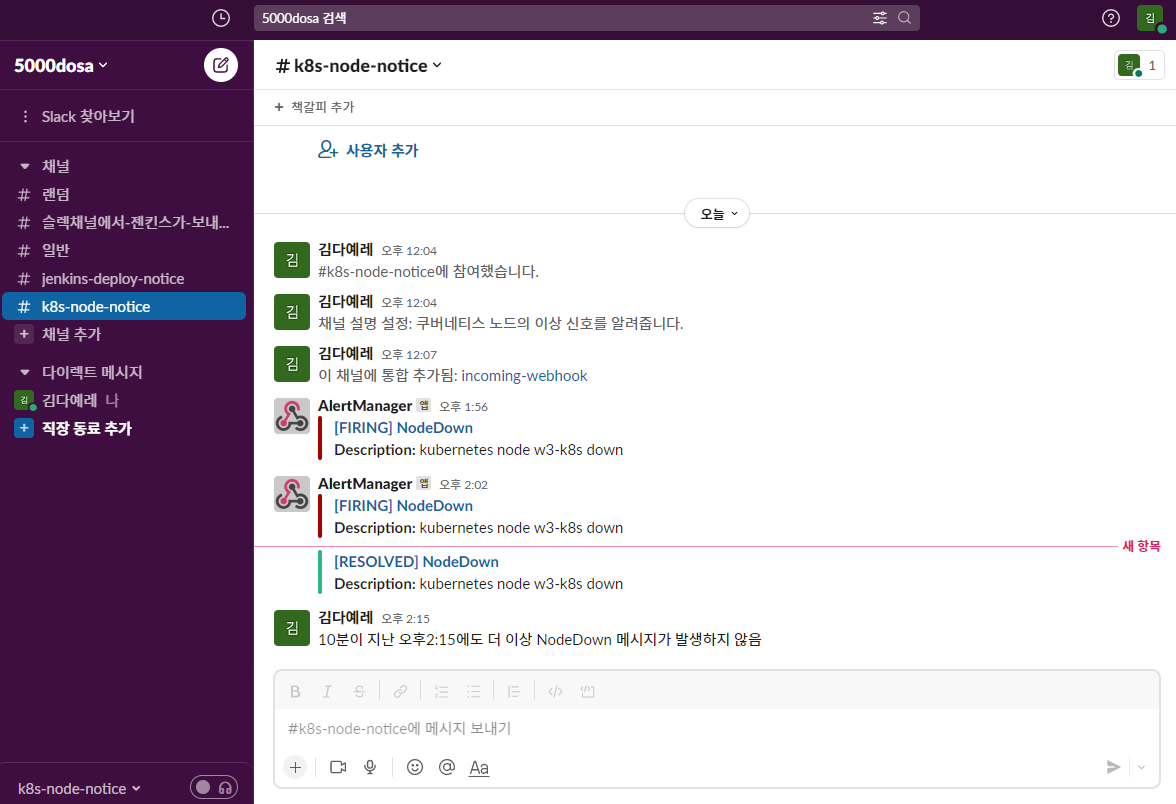 5000dosa 검색
김
5000dosa
Slack 찾아보기
채널
# 랜덤
# 슬렉채널에서-젠킨스가-보내...
# 일반
# jenkins-deploy-notice
# k8s-node-notice
+ 채널 추가
다이렉트 메시지
김 김다예레 나
+ 직장 동료 추가
k8s-node-notice
# k8s-node-notice
김 1
+ 책갈피 추가
사용자 추가
오늘
김
김다예레 오후 12:04
#k8s-node-notice에 참여했습니다.
김
김다예레 오후 12:04
채널 설명 설정: 쿠버네티스 노드의 이상 신호를 알려줍니다.
김
김다예레 오후 12:07
이 채널에 통합 추가됨: incoming-webhook
AlertManager 앱 오후 1:56
[FIRING] NodeDown
Description: kubernetes node w3-k8s down
AlertManager 앱 오후 2:02
[FIRING] NodeDown
Description: kubernetes node w3-k8s down
새 항목
[RESOLVED] NodeDown
Description: kubernetes node w3-k8s down
김
김다예레 오후 2:15
10분이 지난 오후2:15에도 더 이상 NodeDown 메시지가 발생하지 않음
B I S
#k8s-node-notice에 메시지 보내기
+ @ Aa